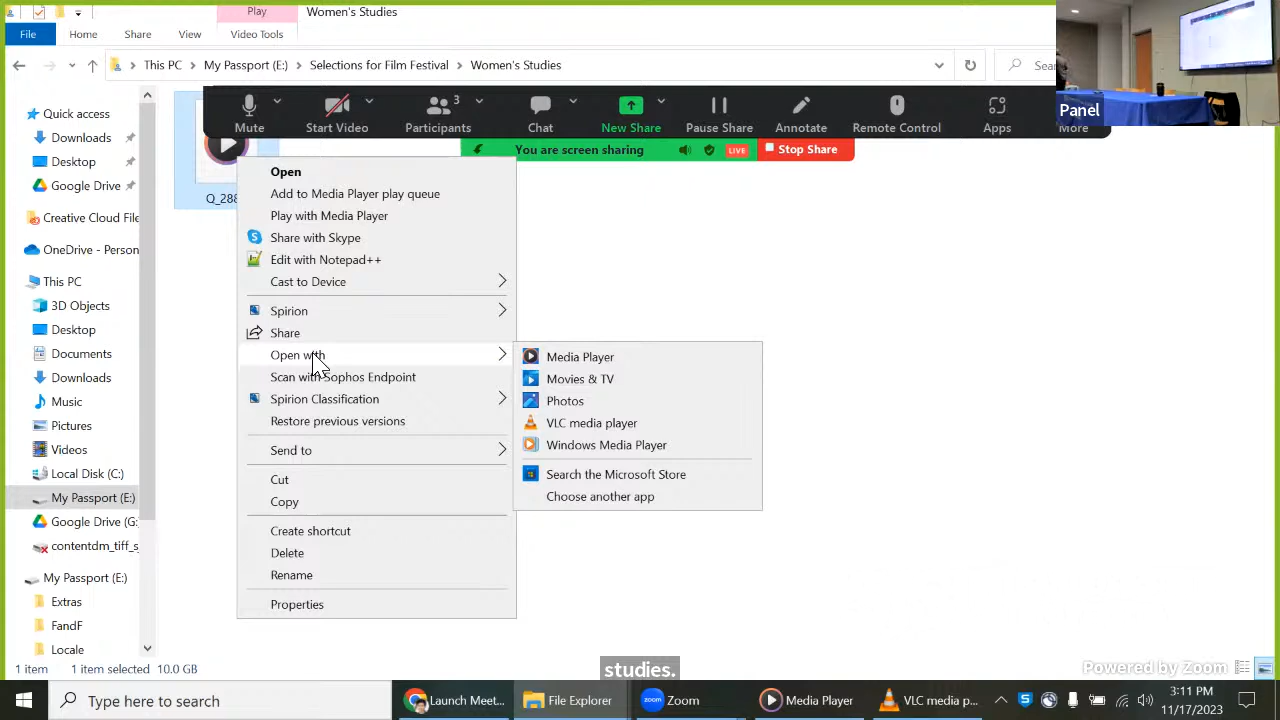 Play
Women's Studies
File
Home
Share
View
Video Tools
This PC > My Passport (E:) > Selections for Film Festival > Women's Studies
Sea
Panel
Mute
Start Video
Participants 3
Chat
New Share
Pause Share
Annotate
Remote Control
Apps
More
You are screen sharing
LIVE
Stop Share
Quick access
Downloads
Desktop
Google Drive
Creative Cloud File
OneDrive - Person
This PC
3D Objects
Desktop
Documents
Downloads
Music
Pictures
Videos
Local Disk (C:)
My Passport (E:)
Google Drive (G:
contentdm_tiff_s
My Passport (E:)
Extras
FandF
Locale
Q_288
Open
Add to Media Player play queue
Play with Media Player
Share with Skype
Edit with Notepad++
Cast to Device
Spirion
Share
Open with
Scan with Sophos Endpoint
Spirion Classification
Restore previous versions
Send to
Cut
Copy
Create shortcut
Delete
Rename
Properties
Media Player
Movies & TV
Photos
VLC media player
Windows Media Player
Search the Microsoft Store
Choose another app
1 item
1 item selected 10.0 GB
studies.
Powered by Zoom
Type here to search
Launch Meet...
File Explorer
Zoom
Media Player
VLC media p...
3:11 PM
11/17/2023